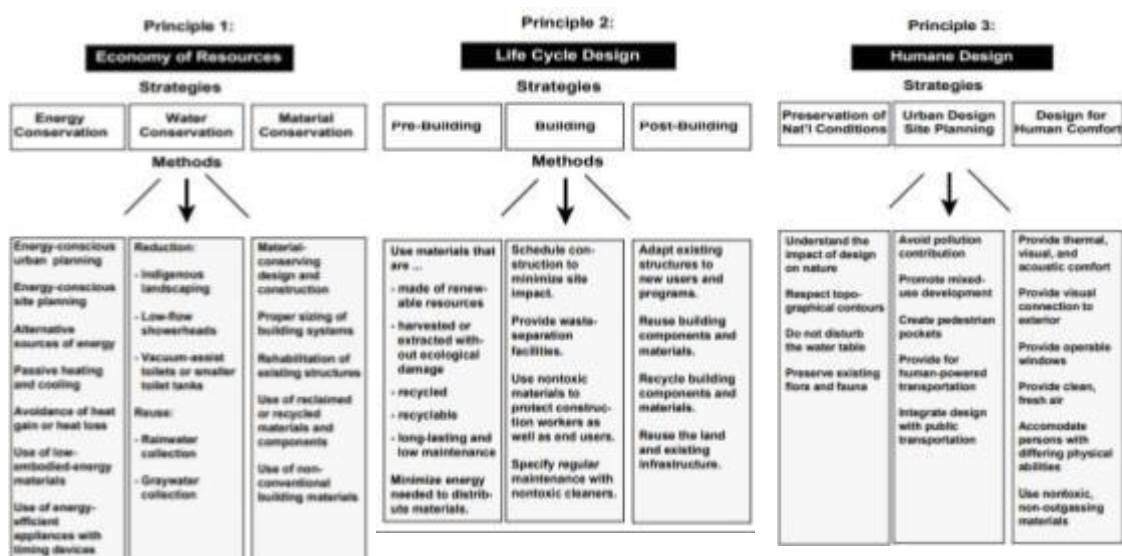 Principle 1:
Economy of Resources
Strategies
Energy
Conservation
Water
Conservation
Material
Conservation
Methods
Energy-conscious
urban planning
Energy-conscious
site planning
Alternative
sources of energy
Passive heating
and cooling
Avoidance of heat
gain or heat loss
Use of low-
embodied-energy
materials
Use of energy-
efficient
appliances with
timing devices
Reduction:
- Indigenous
landscaping
- Low-flow
showerheads
- Vacuum-assist
toilets or smaller
toilet tanks
Reuse:
- Rainwater
collection
- Graywater
collection
Material-
conserving
design and
construction
Proper sizing of
building systems
Rehabilitation of
existing structures
Use of reclaimed
or recycled
materials and
components
Use of non-
conventional
building materials
Principle 2:
Life Cycle Design
Strategies
Pre-Building
Building
Post-Building
Methods
Use materials that
are ...
- made of renew-
able resources
- harvested or
extracted with-
out ecological
damage
- recycled
- recyclable
- long-lasting and
low maintenance
Minimize energy
needed to distrib-
ute materials.
Schedule con-
struction to
minimize site
impact.
Provide waste-
separation
facilities.
Use nontoxic
materials to
protect construc-
tion workers as
well as end users.
Specify regular
maintenance with
nontoxic cleaners.
Adapt existing
structures to
new users and
programs.
Reuse building
components and
materials.
Recycle building
components and
materials.
Reuse the land
and existing
infrastructure.
Principle 3:
Humane Design
Strategies
Preservation of
Nat'l Conditions
Urban Design
Site Planning
Design for
Human Comfort
Understand the
impact of design
on nature
Respect topo-
graphical contours
Do not disturb
the water table
Preserve existing
flora and fauna
Avoid pollution
contribution
Promote mixed-
use development
Create pedestrian
pockets
Provide for
human-powered
transportation
Integrate design
with public
transportation
Provide thermal,
visual, and
acoustic comfort
Provide visual
connection to
exterior
Provide operable
windows
Provide clean,
fresh air
Accomodate
persons with
differing physical
abilities
Use nontoxic,
non-outgassing
materials